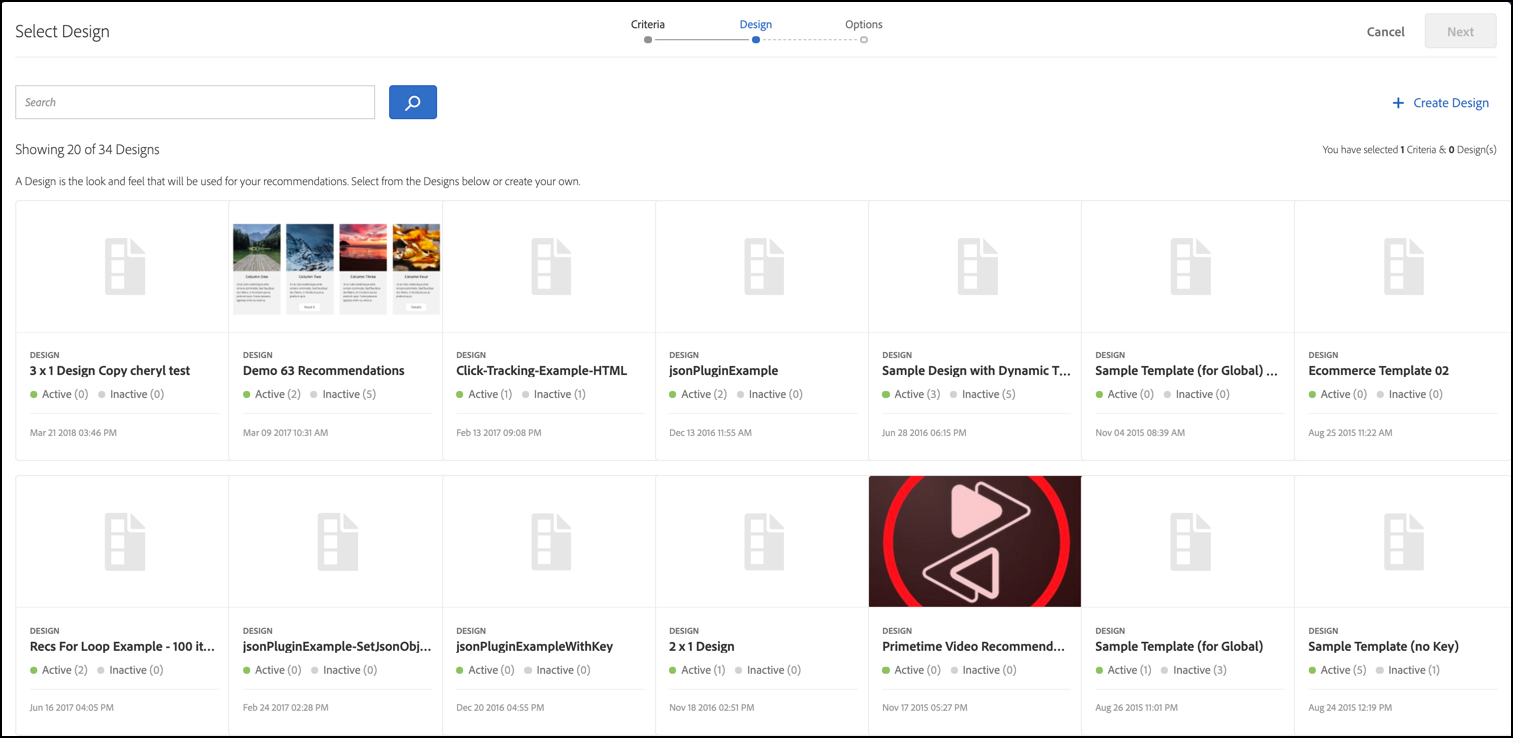 Select Design
Criteria
Design
Options
Cancel
Next
Search
+ Create Design
Showing 20 of 34 Designs
You have selected 1 Criteria & 0 Design(s)
A Design is the look and feel that will be used for your recommendations. Select from the Designs below or create your own.
Column One
Column Two
Column Three
Column Four
DESIGN
3 x 1 Design Copy cheryl test
Active (0) Inactive (0)
Mar 21 2018 03:46 PM
DESIGN
Demo 63 Recommendations
Active (2) Inactive (5)
Mar 09 2017 10:31 AM
DESIGN
Click-Tracking-Example-HTML
Active (1) Inactive (1)
Feb 13 2017 09:08 PM
DESIGN
jsonPluginExample
Active (2) Inactive (0)
Dec 13 2016 11:55 AM
DESIGN
Sample Design with Dynamic T...
Active (3) Inactive (5)
Jun 28 2016 06:15 PM
DESIGN
Sample Template (for Global) ...
Active (0) Inactive (0)
Nov 04 2015 08:39 AM
DESIGN
Ecommerce Template 02
Active (0) Inactive (0)
Aug 25 2015 11:22 AM
DESIGN
Recs For Loop Example - 100 it...
Active (2) Inactive (0)
Jun 16 2017 04:05 PM
DESIGN
jsonPluginExample-SetJsonObj...
Active (0) Inactive (0)
Feb 24 2017 02:28 PM
DESIGN
jsonPluginExampleWithKey
Active (0) Inactive (0)
Dec 20 2016 04:55 PM
DESIGN
2 x 1 Design
Active (1) Inactive (0)
Nov 18 2016 02:51 PM
DESIGN
Primetime Video Recommend...
Active (0) Inactive (0)
Nov 17 2015 05:27 PM
DESIGN
Sample Template (for Global)
Active (1) Inactive (3)
Aug 26 2015 11:01 PM
DESIGN
Sample Template (no Key)
Active (5) Inactive (1)
Aug 24 2015 12:19 PM